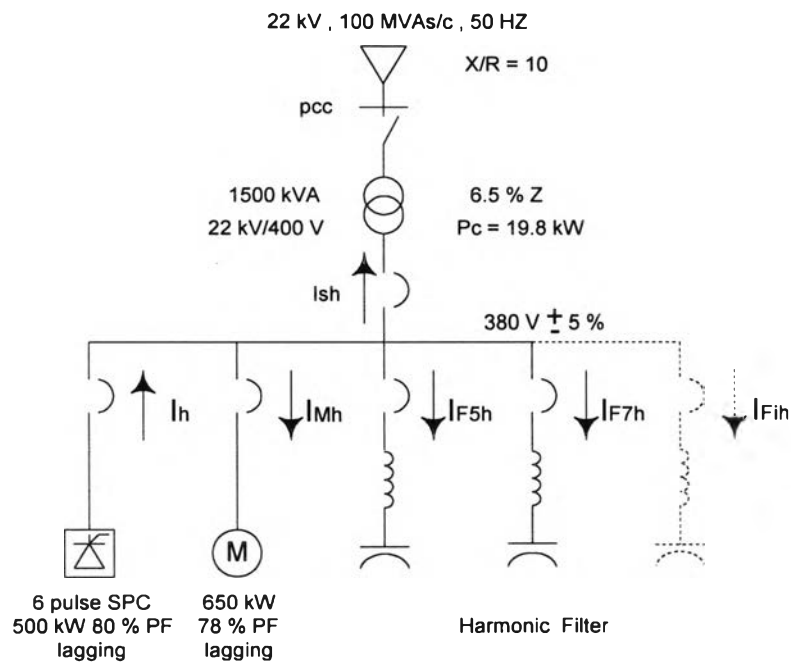 22 kV , 100 MVAs/c , 50 HZ
X/R = 10
pcc
1500 kVA
22 kV/400 V
6.5 % Z
Pc = 19.8 kW
Ish
380 V ± 5 %
Ih
IMh
IF5h
IF7h
IFih
M
6 pulse SPC
500 kW 80 % PF
lagging
650 kW
78 % PF
lagging
Harmonic Filter